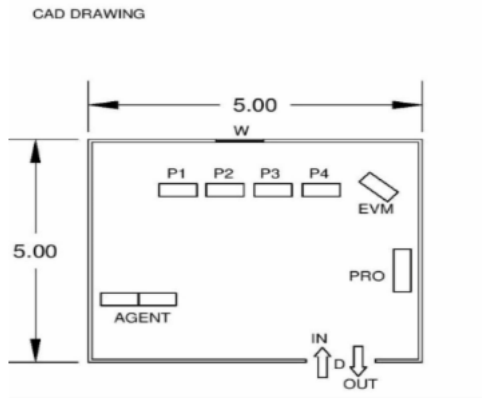 CAD DRAWING
5.00
W
P1 P2 P3 P4
EVM
5.00
PRO
AGENT
IN
D
OUT